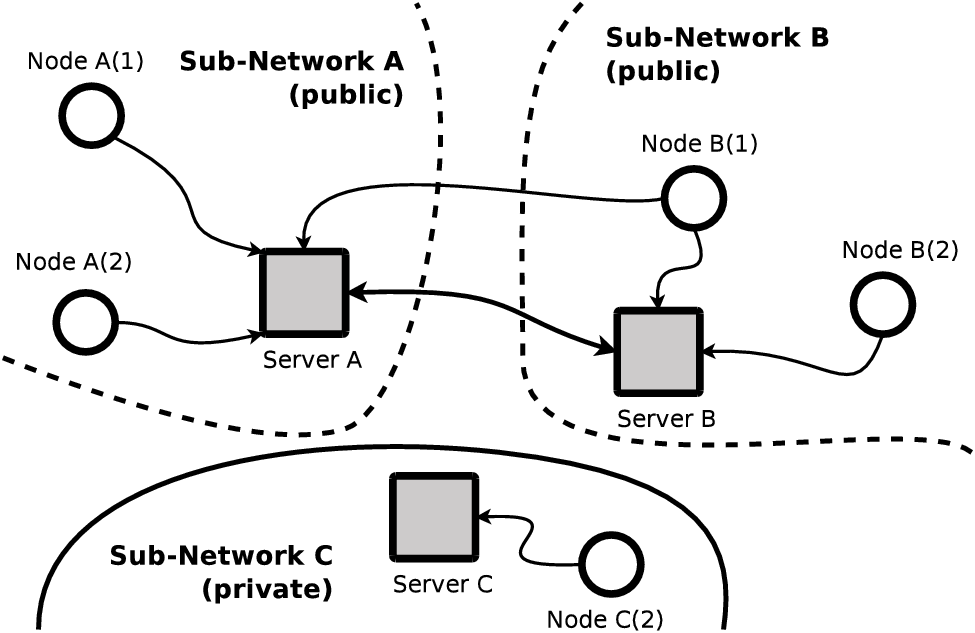 Node A(1)
Sub-Network A
(public)
Sub-Network B
(public)
Node B(1)
Node A(2)
Node B(2)
Server A
Server B
Sub-Network C
(private)
Server C
Node C(2)